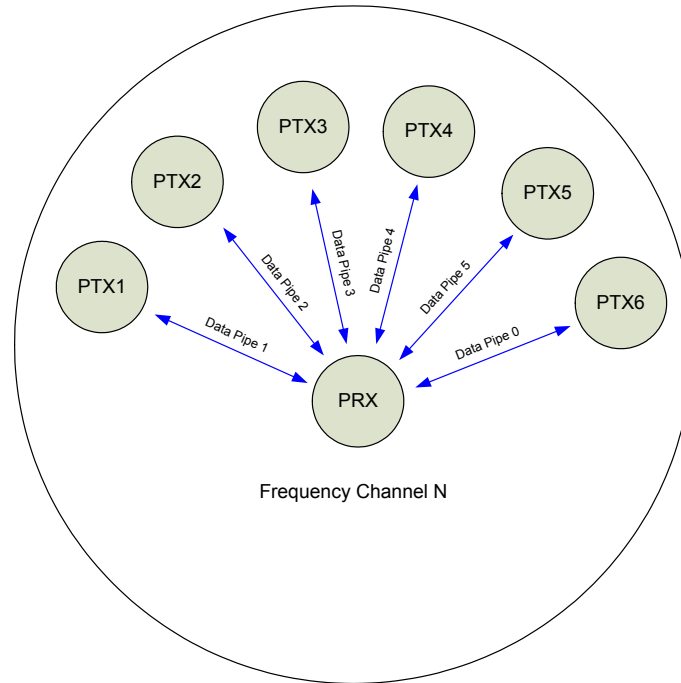 PTX3
PTX4
PTX2
PTX5
PTX1
PTX6
Data Pipe 1
Data Pipe 2
Data Pipe 3
Data Pipe 4
Data Pipe 5
Data Pipe 0
PRX
Frequency Channel N